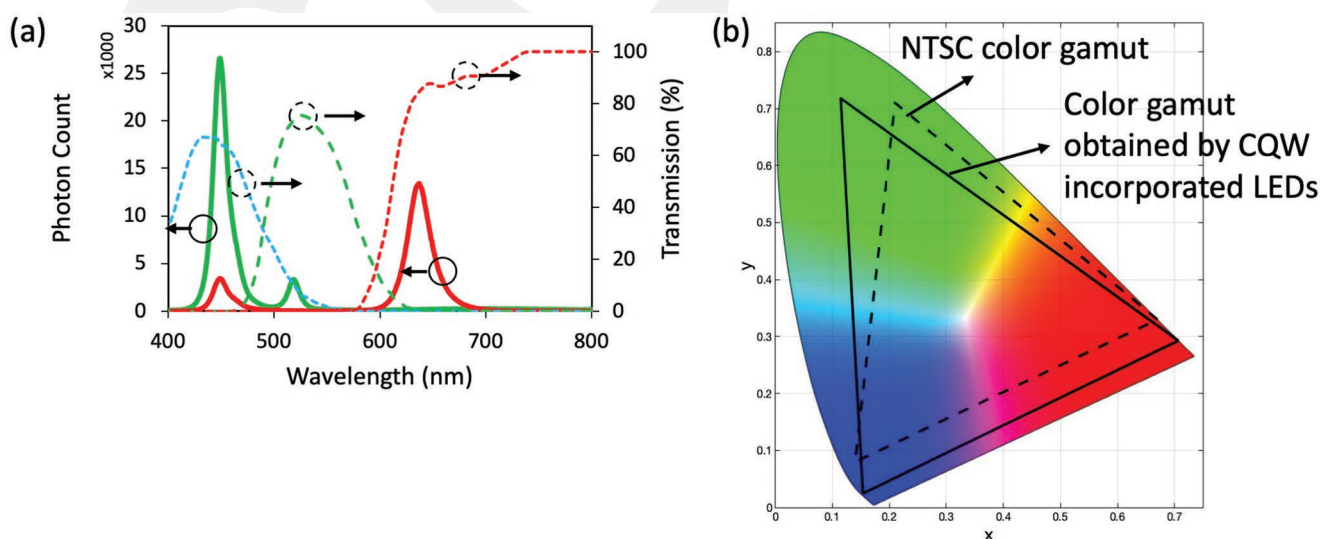 (a)
x1000
30
25
20
15
10
5
0
Photon Count
100
80
60
40
20
0
Transmission (%)
400
500
600
700
800
Wavelength (nm)
(b)
NTSC color gamut
Color gamut
obtained by CQW
incorporated LEDs
0.8
0.7
0.6
0.5
0.4
0.3
0.2
0.1
0
y
0
0.1
0.2
0.3
0.4
0.5
0.6
0.7
x